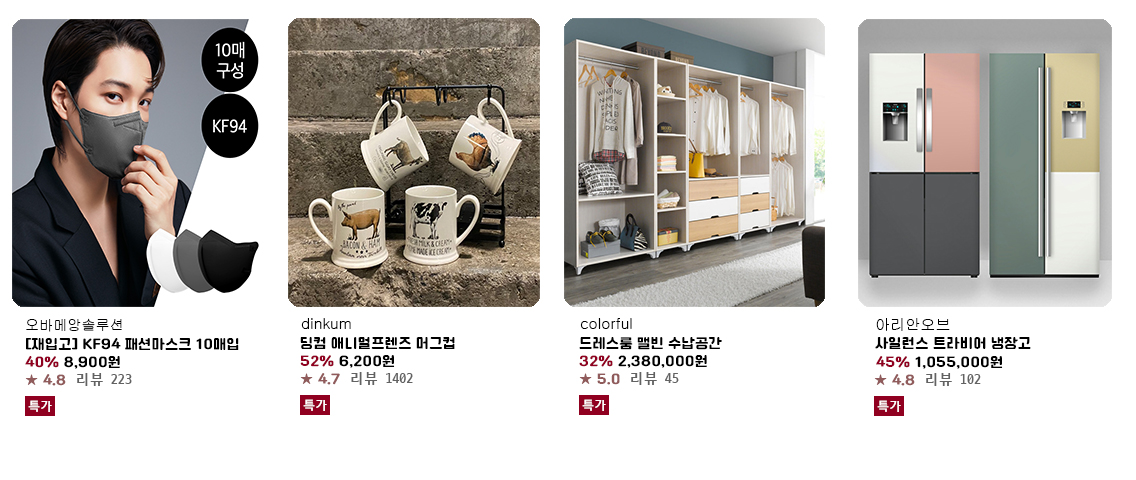 10매
구성
KF94
BACON & HAM
WANTING
오바메앙솔루션
[재입고] KF94 패션마스크 10매입
40% 8,900원
★ 4.8 리뷰 223
특가
dinkum
딩컴 애니멀프렌즈 머그컵
52% 6,200원
★ 4.7 리뷰 1402
특가
colorful
드레스룸 맬빈 수납공간
32% 2,380,000원
★ 5.0 리뷰 45
특가
아리안오브
사일런스 트라비어 냉장고
45% 1,055,000원
★ 4.8 리뷰 102
특가